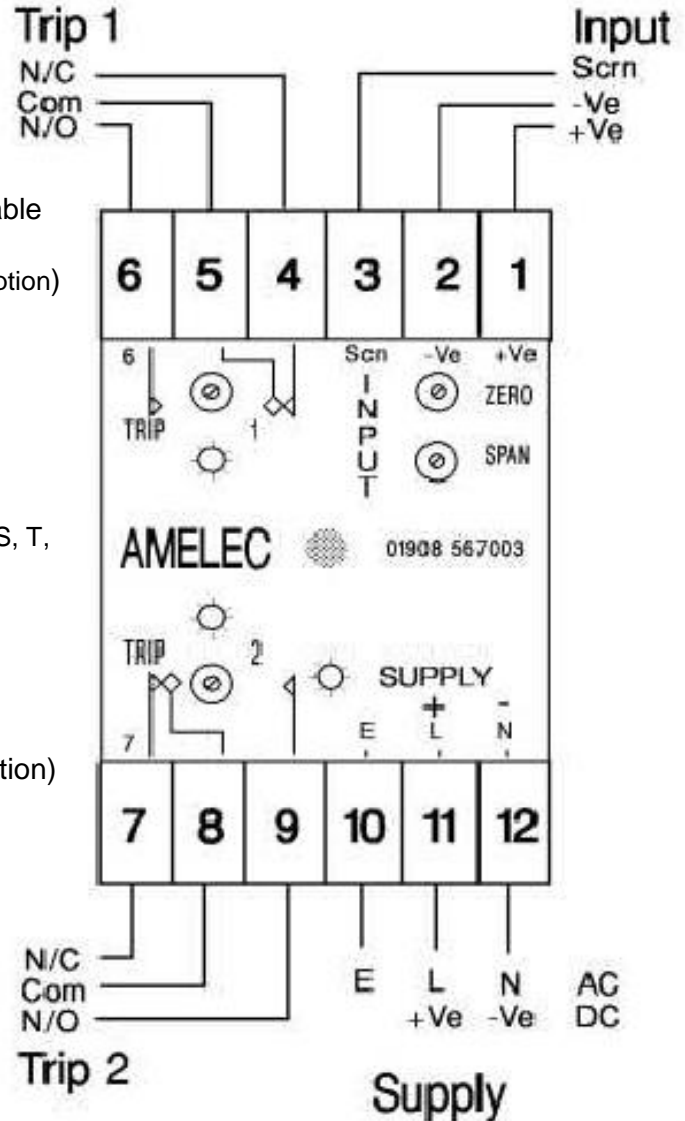 Trip 1
Input
N/C
Com
N/O
Scrn
-Ve
+Ve
able
otion)
6 5 4 3 2 1
6
Scn -Ve +Ve
INPUT
ZERO
SPAN
TRIP 1
S, T,
AMELEC 01908 567003
TRIP 2
SUPPLY
+ -
E L N
7
tion)
7 8 9 10 11 12
N/C
Com
N/O
E L N AC
+Ve -Ve DC
Trip 2
Supply